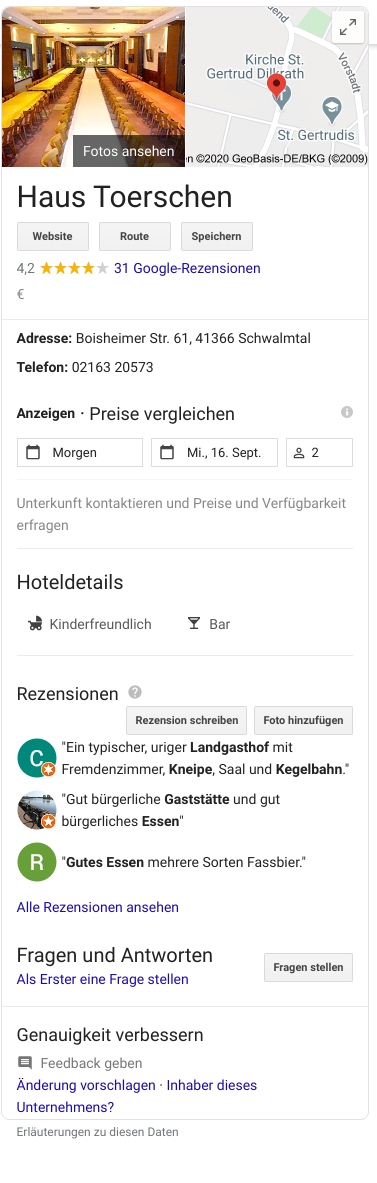 end
Kirche St.
Gertrud Dilkrath
Vorstadt
St. Gertrudis
Fotos ansehen
n ©2020 GeoBasis-DE/BKG (©2009)
Haus Toerschen
Website Route Speichern
4,2 31 Google-Rezensionen
€
Adresse: Boisheimer Str. 61, 41366 Schwalmtal
Telefon: 02163 20573
Anzeigen · Preise vergleichen
Morgen Mi., 16. Sept. 2
Unterkunft kontaktieren und Preise und Verfügbarkeit
erfragen
Hoteldetails
Kinderfreundlich Bar
Rezensionen
Rezension schreiben Foto hinzufügen
C
"Ein typischer, uriger Landgasthof mit
Fremdenzimmer, Kneipe, Saal und Kegelbahn."
"Gut bürgerliche Gaststätte und gut
bürgerliches Essen"
R
"Gutes Essen mehrere Sorten Fassbier."
Alle Rezensionen ansehen
Fragen und Antworten
Als Erster eine Frage stellen
Fragen stellen
Genauigkeit verbessern
Feedback geben
Änderung vorschlagen · Inhaber dieses
Unternehmens?
Erläuterungen zu diesen Daten